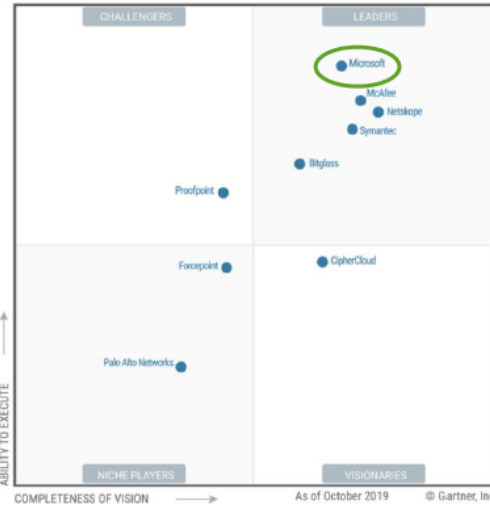 CHALLENGERS
LEADERS
Microsoft
McAfee
Netskope
Symantec
Bitglass
Proofpoint
Forcepoint
CipherCloud
Palo Alto Networks
NICHE PLAYERS
VISIONARIES
ABILITY TO EXECUTE
COMPLETENESS OF VISION
As of October 2019
© Gartner, Inc